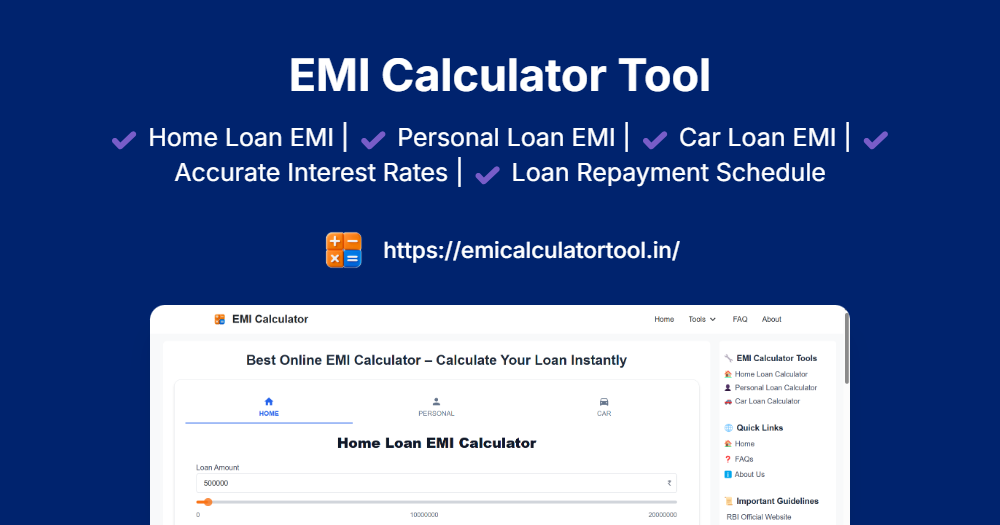 EMI Calculator Tool
Home Loan EMI | Personal Loan EMI | Car Loan EMI |
Accurate Interest Rates | Loan Repayment Schedule
https://emicalculatortool.in/
EMI Calculator
Home Tools FAQ About
Best Online EMI Calculator – Calculate Your Loan Instantly
HOME PERSONAL CAR
Home Loan EMI Calculator
Loan Amount
500000 ₹
0 10000000 20000000
EMI Calculator Tools
Home Loan Calculator
Personal Loan Calculator
Car Loan Calculator
Quick Links
Home
FAQs
About Us
Important Guidelines
RBI Official Website